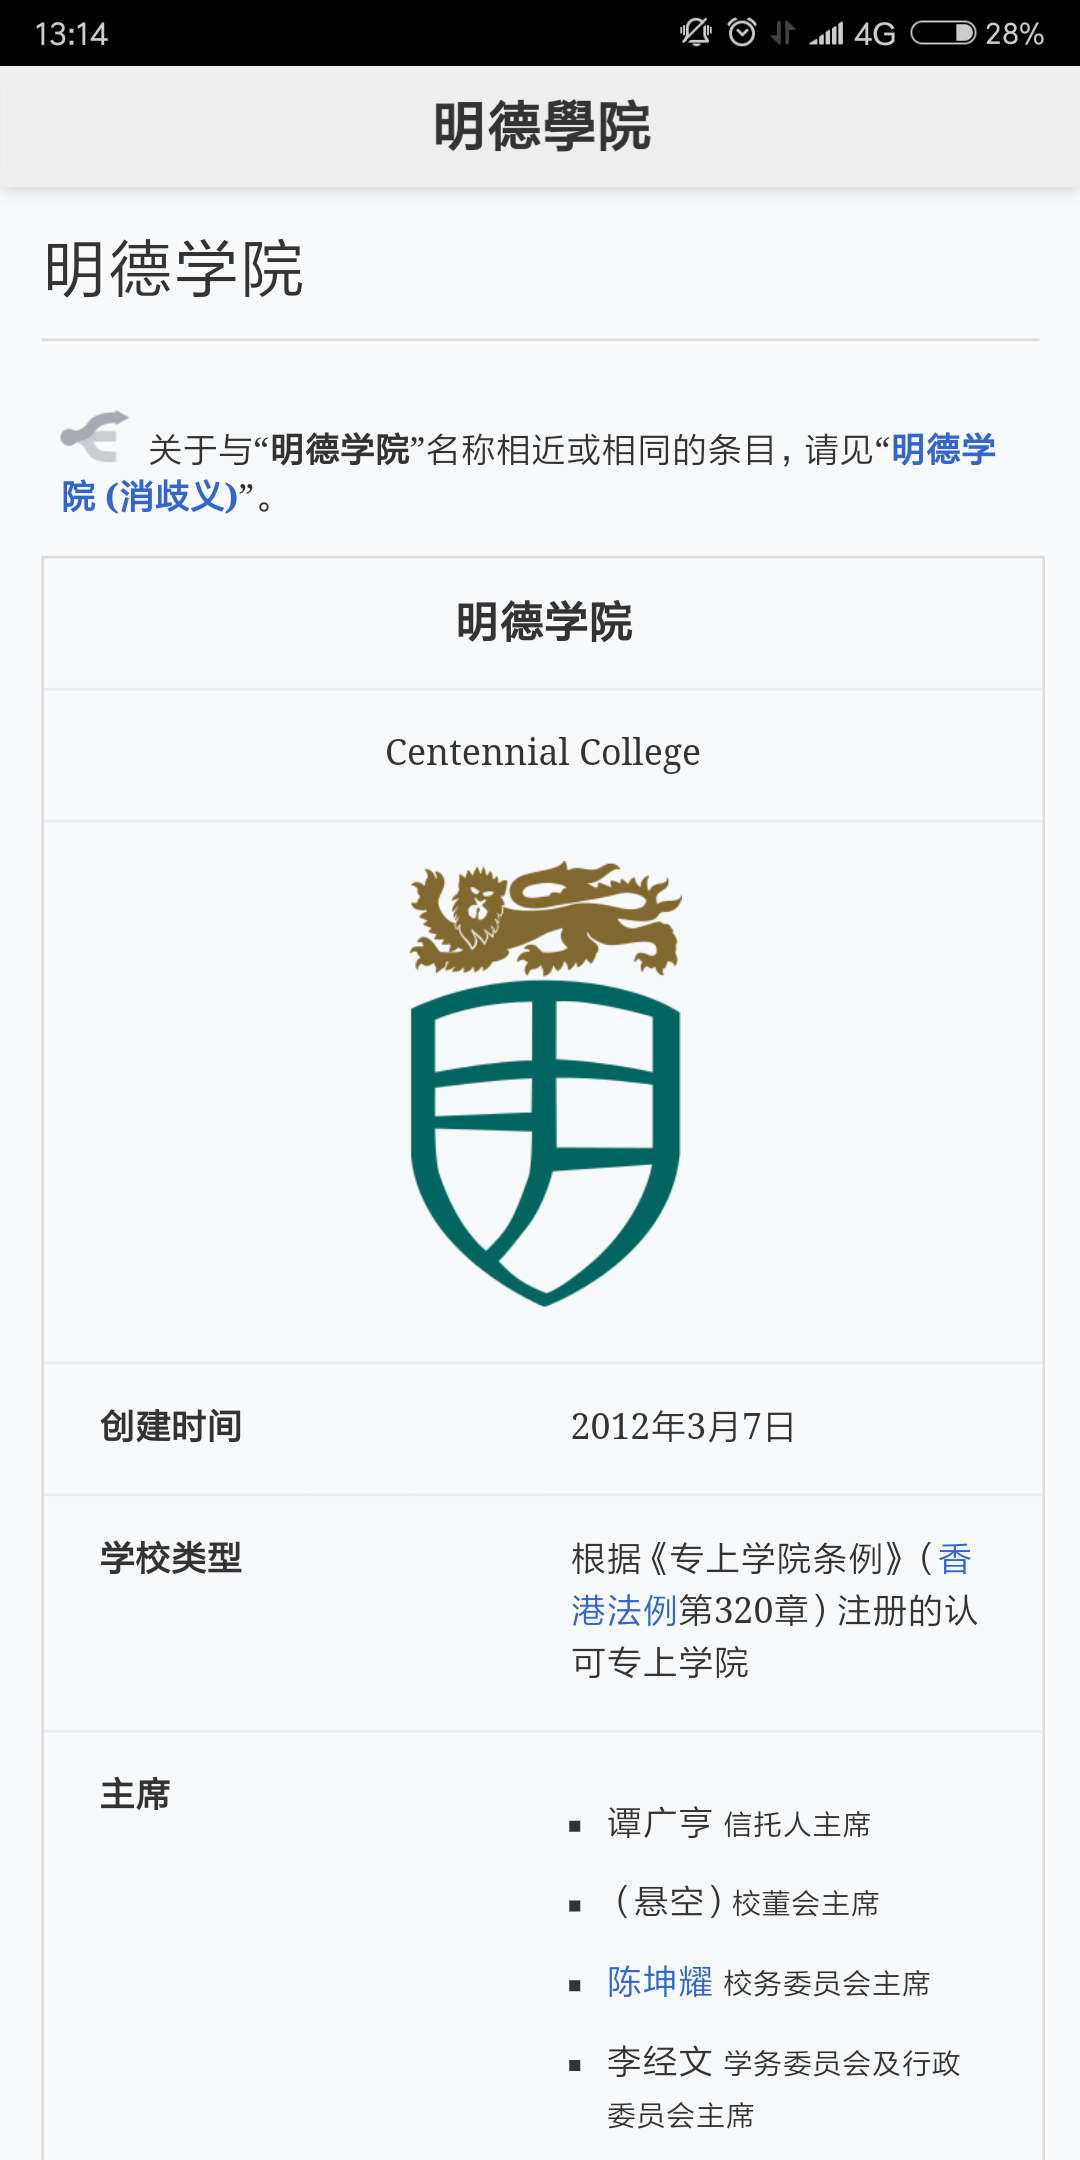 13:14 4G 28%
明德學院
明德学院
关于与“明德学院”名称相近或相同的条目，请见“明德学
院 (消歧义)”。
明德学院
Centennial College
创建时间 2012年3月7日
学校类型 根据《专上学院条例》（香
港法例第320章）注册的认
可专上学院
主席
▪ 谭广亨 信托人主席
▪ （悬空）校董会主席
▪ 陈坤耀 校务委员会主席
▪ 李经文 学务委员会及行政
委员会主席